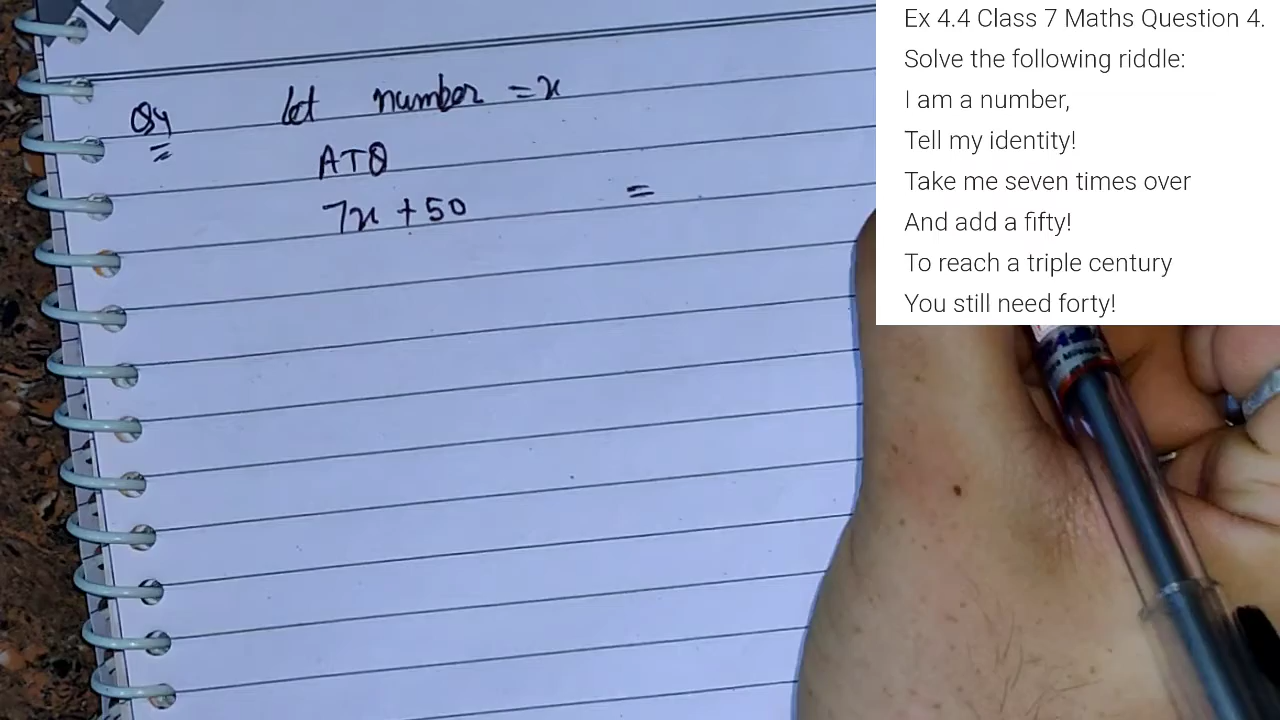 Ex 4.4 Class 7 Maths Question 4.
Solve the following riddle:
I am a number,
Tell my identity!
Take me seven times over
And add a fifty!
To reach a triple century
You still need forty!
Q4 let number = x
ATQ
7x + 50 =